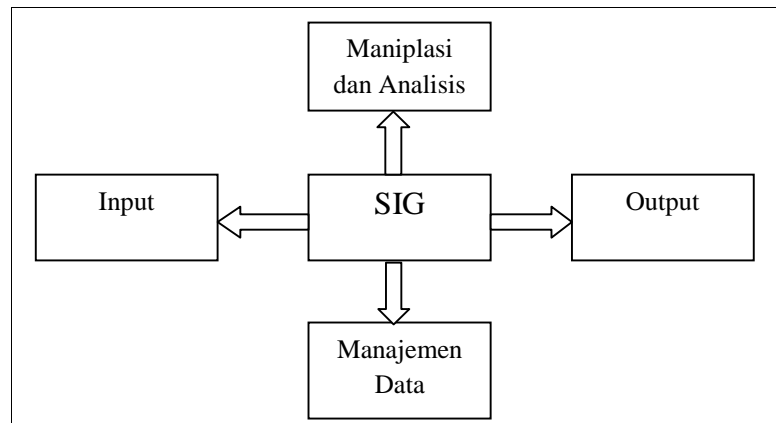 Maniplasi
dan Analisis
Input
SIG
Output
Manajemen
Data